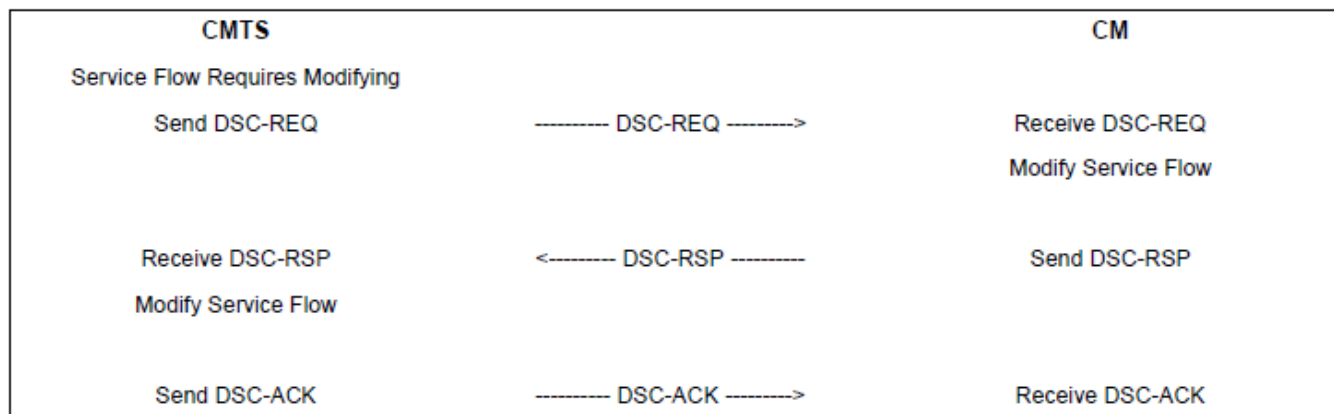 CMTS CM
Service Flow Requires Modifying
Send DSC-REQ ---------- DSC-REQ ---------> Receive DSC-REQ
Modify Service Flow
Receive DSC-RSP <--------- DSC-RSP ---------- Send DSC-RSP
Modify Service Flow
Send DSC-ACK ---------- DSC-ACK ---------> Receive DSC-ACK